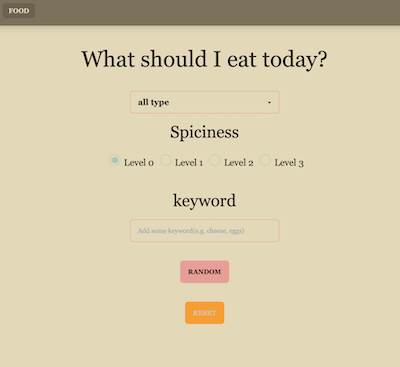 FOOD
What should I eat today?
all type
Spiciness
Level 0 Level 1 Level 2 Level 3
keyword
Add some keyword(e.g. cheese, eggs)
RANDOM
RESET